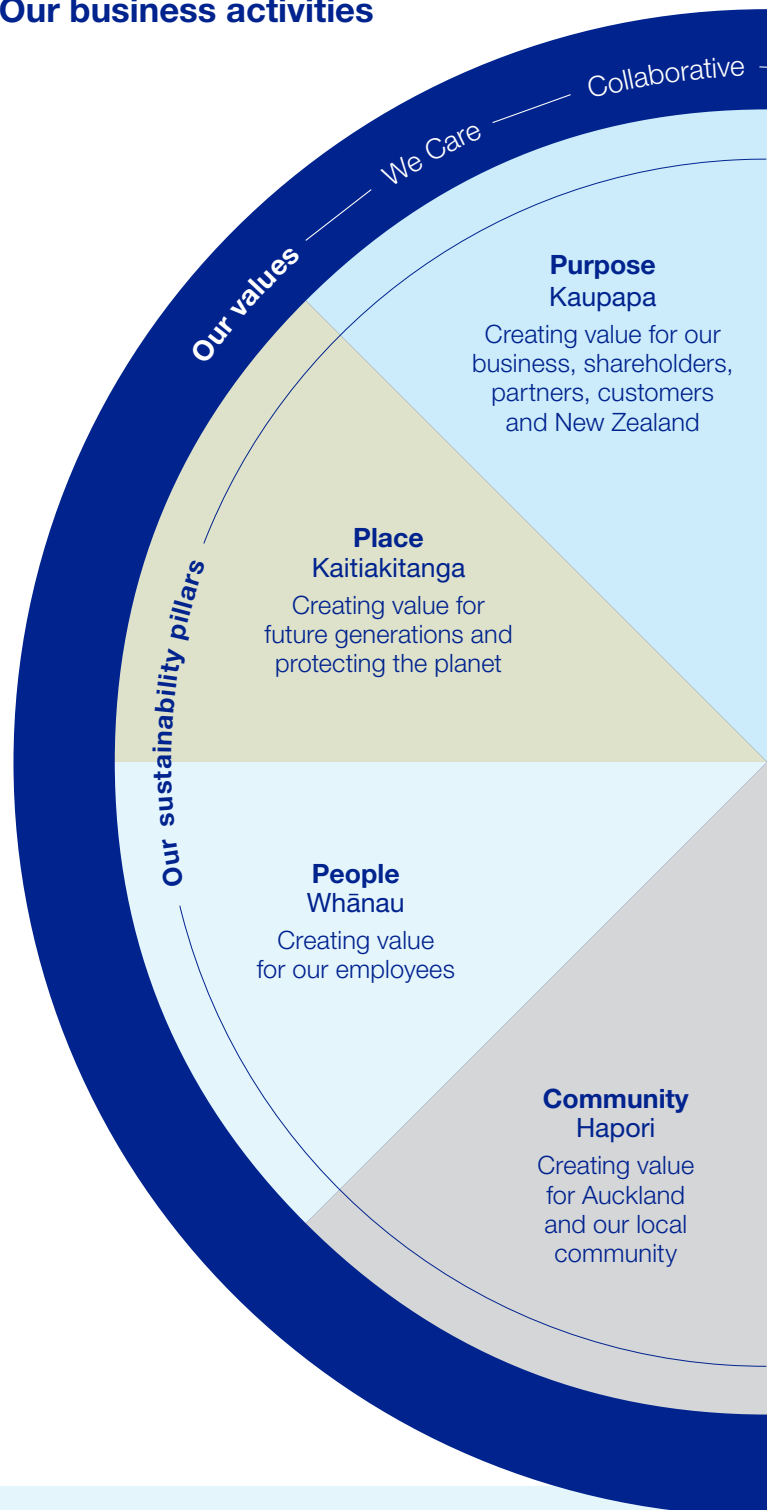 Our business activities
Our values
We Care
Collaborative
Purpose
Kaupapa
Creating value for our
business, shareholders,
partners, customers
and New Zealand
Our sustainability pillars
Place
Kaitiakitanga
Creating value for
future generations and
protecting the planet
People
Whānau
Creating value
for our employees
Community
Hapori
Creating value
for Auckland
and our local
community